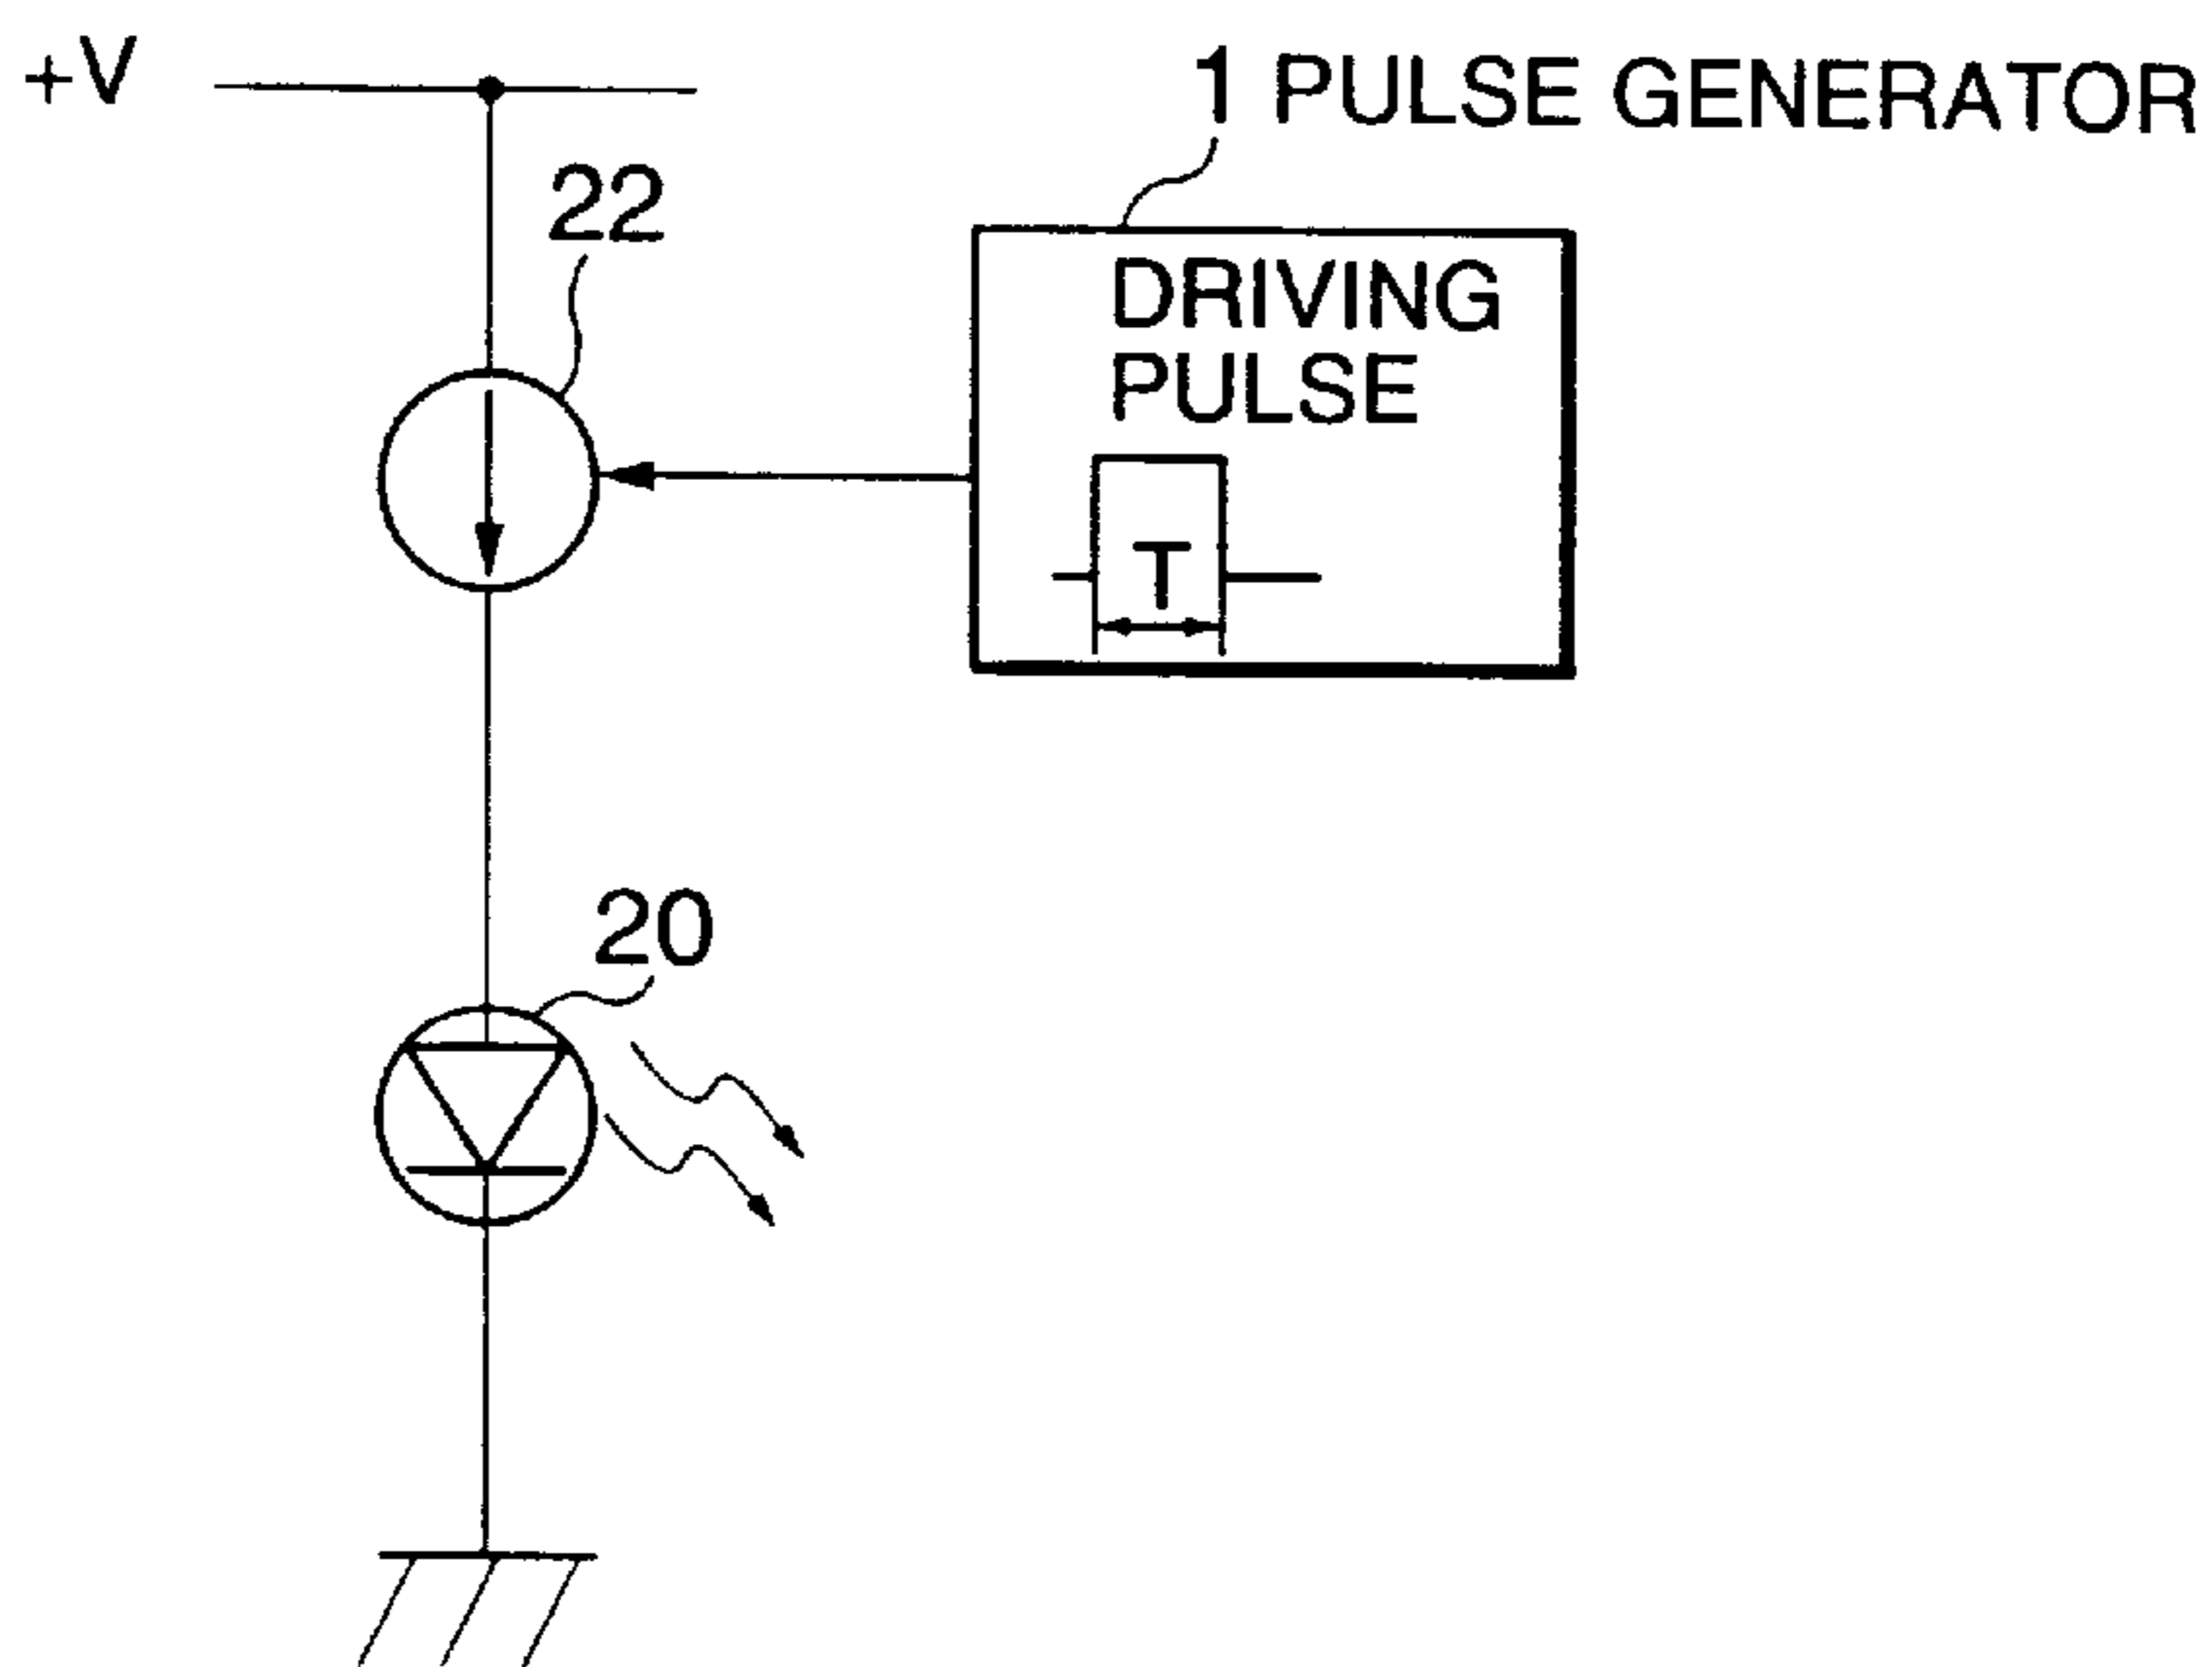 +V
1 PULSE GENERATOR
22
DRIVING
PULSE
T
20